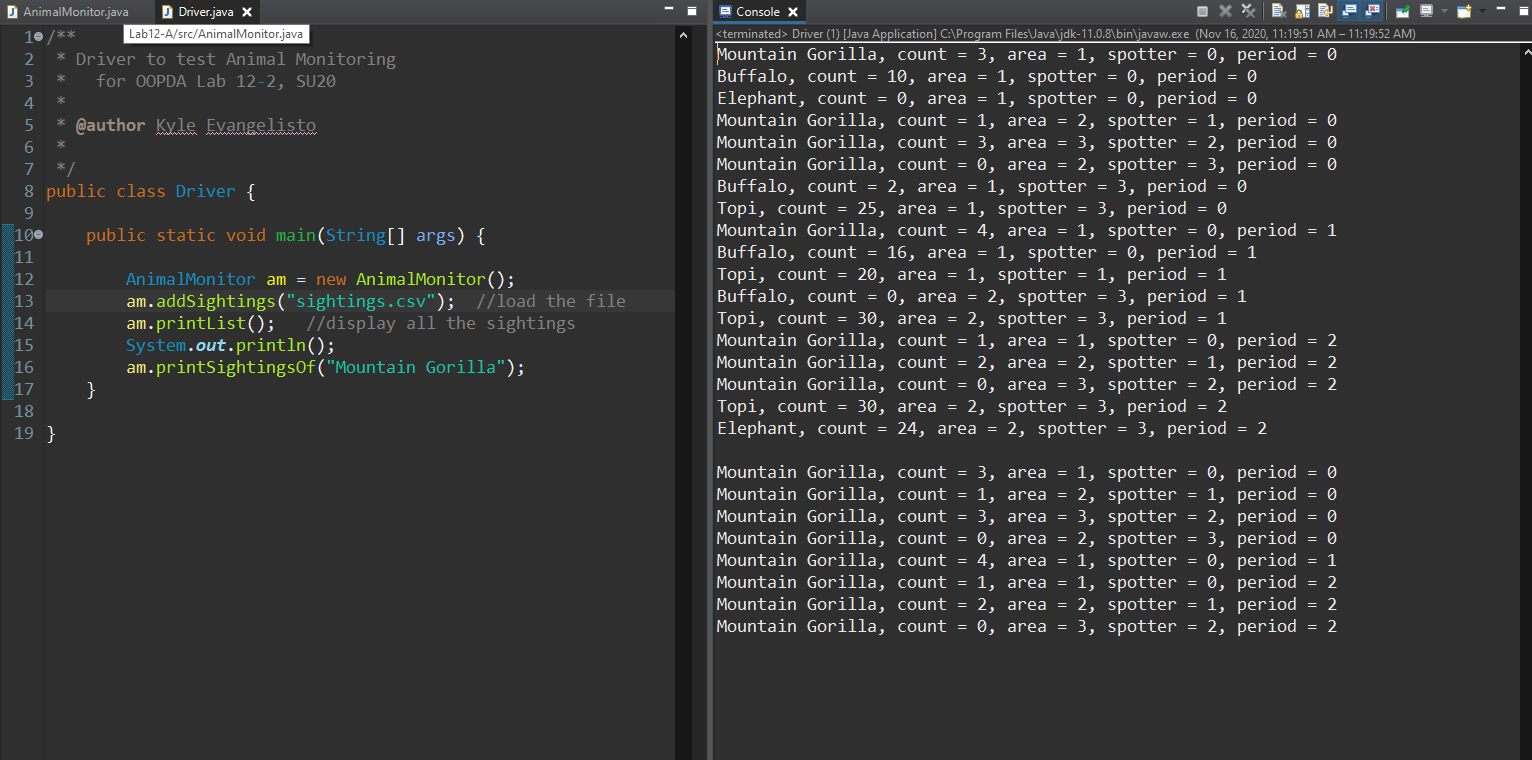 AnimalMonitor.java
Driver.java
Lab12-A/src/AnimalMonitor.java
1 /**
2  * Driver to test Animal Monitoring
3  *   for OOPDA Lab 12-2, SU20
4  *
5  * @author Kyle Evangelisto
6  *
7  */
8 public class Driver {
9
10     public static void main(String[] args) {
11
12         AnimalMonitor am = new AnimalMonitor();
13         am.addSightings("sightings.csv");  //load the file
14         am.printList();   //display all the sightings
15         System.out.println();
16         am.printSightingsOf("Mountain Gorilla");
17     }
18
19 }
Console
<terminated> Driver (1) [Java Application] C:\Program Files\Java\jdk-11.0.8\bin\javaw.exe (Nov 16, 2020, 11:19:51 AM – 11:19:52 AM)
Mountain Gorilla, count = 3, area = 1, spotter = 0, period = 0
Buffalo, count = 10, area = 1, spotter = 0, period = 0
Elephant, count = 0, area = 1, spotter = 0, period = 0
Mountain Gorilla, count = 1, area = 2, spotter = 1, period = 0
Mountain Gorilla, count = 3, area = 3, spotter = 2, period = 0
Mountain Gorilla, count = 0, area = 2, spotter = 3, period = 0
Buffalo, count = 2, area = 1, spotter = 3, period = 0
Topi, count = 25, area = 1, spotter = 3, period = 0
Mountain Gorilla, count = 4, area = 1, spotter = 0, period = 1
Buffalo, count = 16, area = 1, spotter = 0, period = 1
Topi, count = 20, area = 1, spotter = 1, period = 1
Buffalo, count = 0, area = 2, spotter = 3, period = 1
Topi, count = 30, area = 2, spotter = 3, period = 1
Mountain Gorilla, count = 1, area = 1, spotter = 0, period = 2
Mountain Gorilla, count = 2, area = 2, spotter = 1, period = 2
Mountain Gorilla, count = 0, area = 3, spotter = 2, period = 2
Topi, count = 30, area = 2, spotter = 3, period = 2
Elephant, count = 24, area = 2, spotter = 3, period = 2

Mountain Gorilla, count = 3, area = 1, spotter = 0, period = 0
Mountain Gorilla, count = 1, area = 2, spotter = 1, period = 0
Mountain Gorilla, count = 3, area = 3, spotter = 2, period = 0
Mountain Gorilla, count = 0, area = 2, spotter = 3, period = 0
Mountain Gorilla, count = 4, area = 1, spotter = 0, period = 1
Mountain Gorilla, count = 1, area = 1, spotter = 0, period = 2
Mountain Gorilla, count = 2, area = 2, spotter = 1, period = 2
Mountain Gorilla, count = 0, area = 3, spotter = 2, period = 2